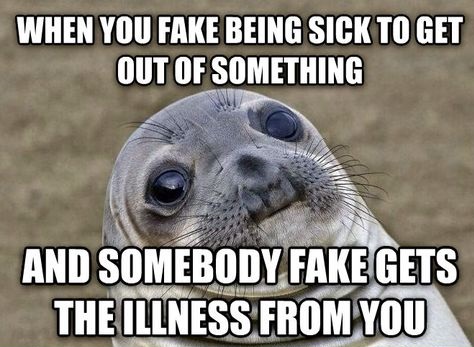 WHEN YOU FAKE BEING SICK TO GET
OUT OF SOMETHING
AND SOMEBODY FAKE GETS
THE ILLNESS FROM YOU